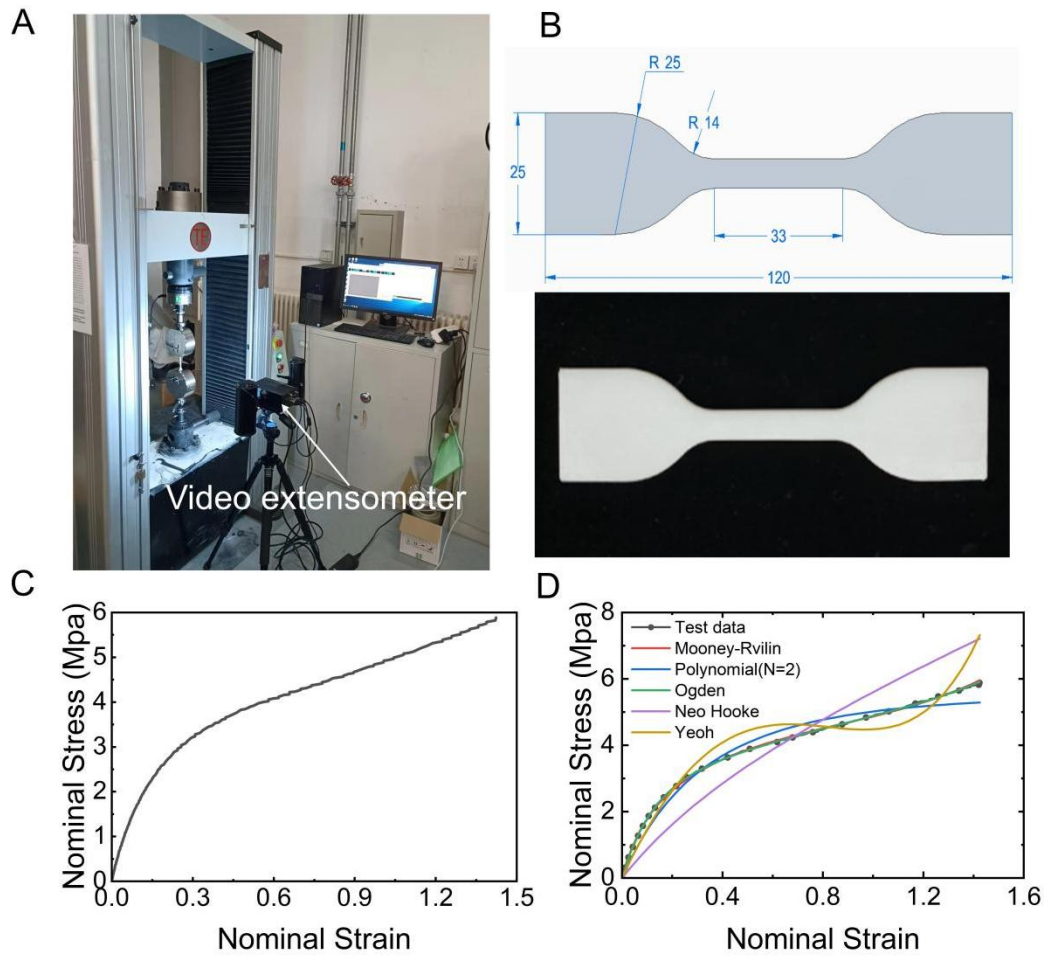 A
TE
Video extensometer
B
R 25
R 14
25
33
120
C
Nominal Stress (Mpa)
6
5
4
3
2
1
0
0.0 0.3 0.6 0.9 1.2 1.5
Nominal Strain
D
Nominal Stress (Mpa)
8
6
4
2
0
Test data
Mooney-Rvilin
Polynomial(N=2)
Ogden
Neo Hooke
Yeoh
0.0 0.4 0.8 1.2 1.6
Nominal Strain